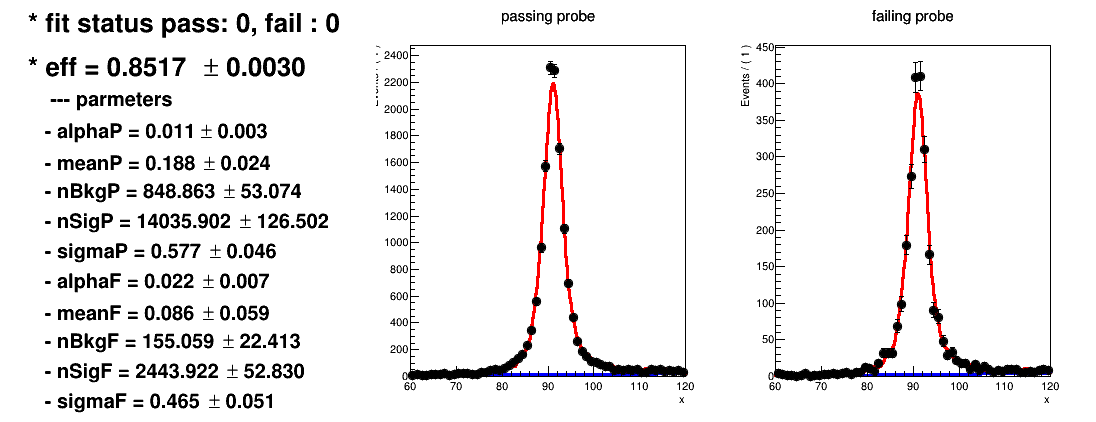 * fit status pass: 0, fail : 0
* eff = 0.8517 ± 0.0030
--- parmeters
- alphaP = 0.011 ± 0.003
- meanP = 0.188 ± 0.024
- nBkgP = 848.863 ± 53.074
- nSigP = 14035.902 ± 126.502
- sigmaP = 0.577 ± 0.046
- alphaF = 0.022 ± 0.007
- meanF = 0.086 ± 0.059
- nBkgF = 155.059 ± 22.413
- nSigF = 2443.922 ± 52.830
- sigmaF = 0.465 ± 0.051
passing probe
2400
2200
2000
1800
1600
1400
1200
1000
800
600
400
200
0
60 70 80 90 100 110 120
x
failing probe
Events / ( 1 )
450
400
350
300
250
200
150
100
50
0
60 70 80 90 100 110 120
x